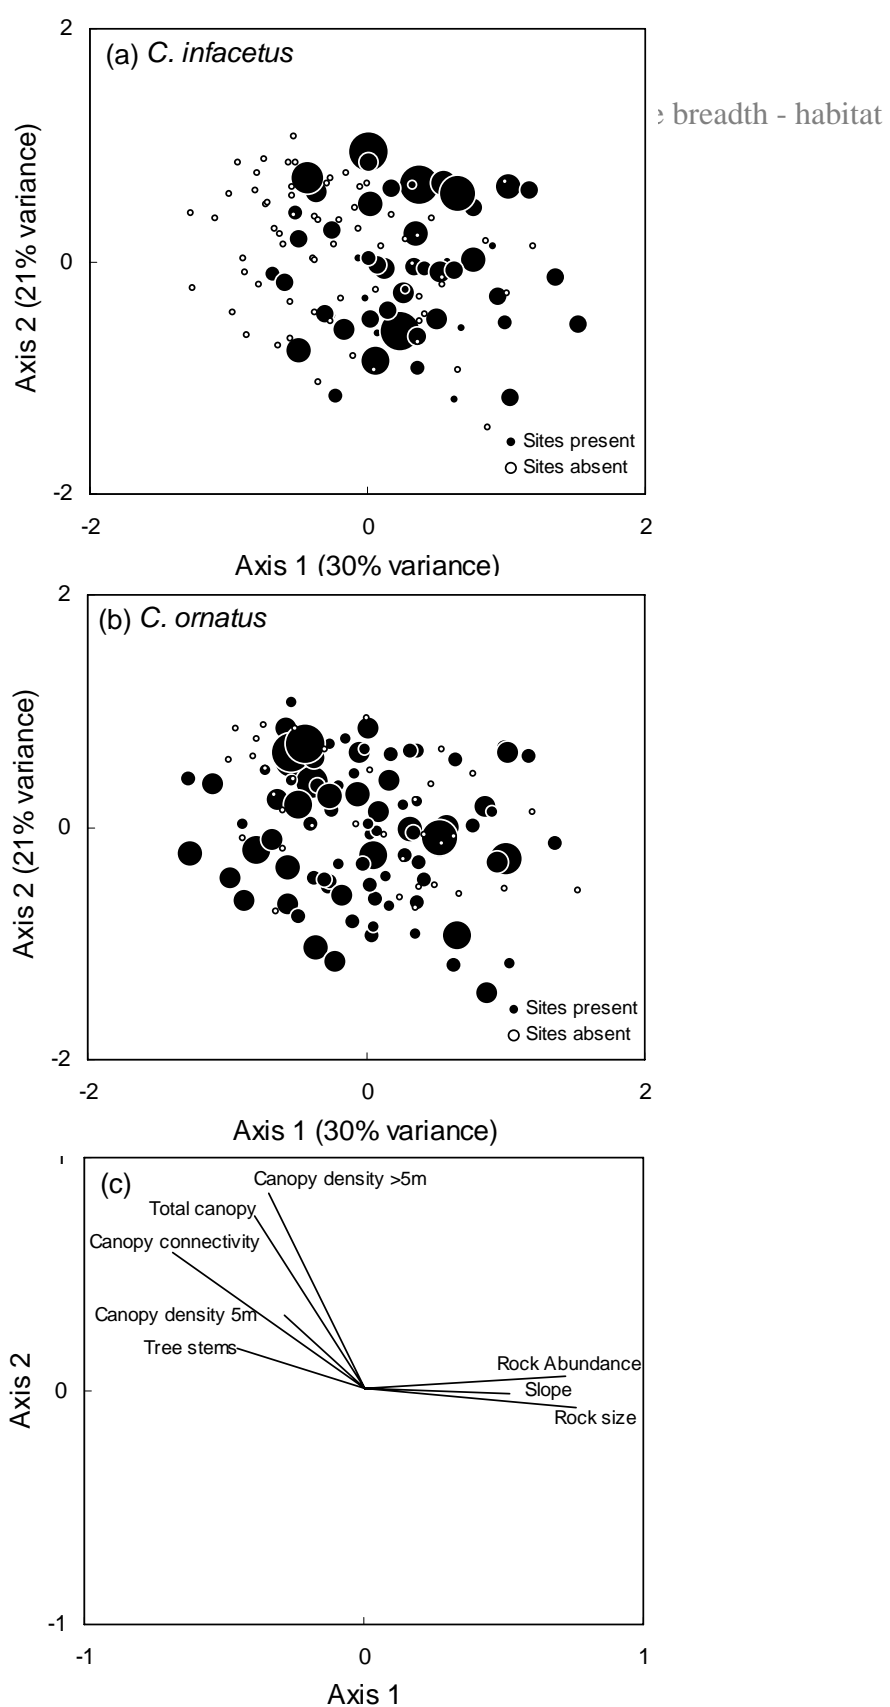 2
(a) C. infacetus
breadth - habitat
Axis 2 (21% variance)
0
Sites present
Sites absent
-2
-2 0 2
Axis 1 (30% variance)
2
(b) C. ornatus
Axis 2 (21% variance)
0
Sites present
Sites absent
-2
-2 0 2
Axis 1 (30% variance)
(c)
Canopy density >5m
Total canopy
Canopy connectivity
Canopy density 5m
Tree stems
Rock Abundance
Axis 2
0
Slope
Rock size
-1
-1 0 1
Axis 1